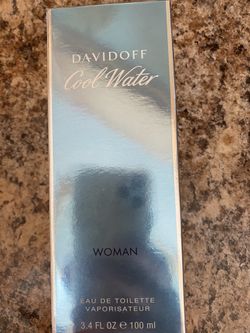 DAVIDOFF
Cool Water
WOMAN
EAU DE TOILETTE
VAPORISATEUR
3.4 FL OZ ℮ 100 ml